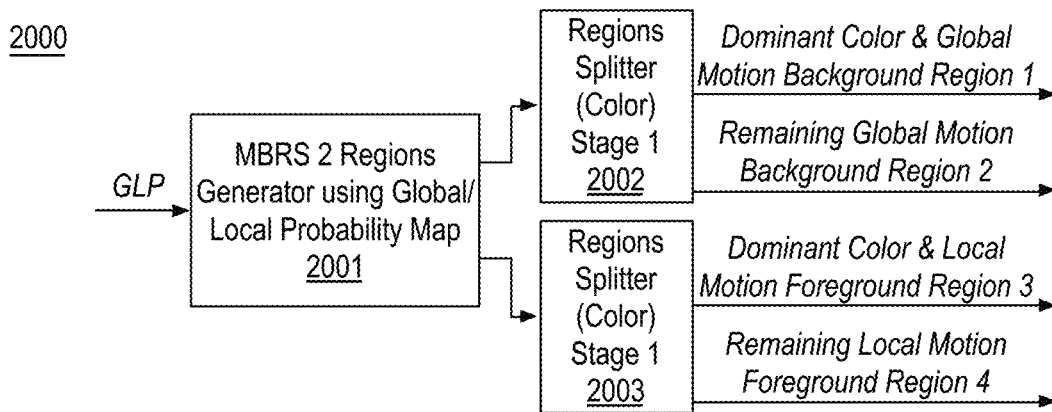 2000
GLP
MBRS 2 Regions
Generator using Global/
Local Probability Map
2001
Regions
Splitter
(Color)
Stage 1
2002
Dominant Color & Global
Motion Background Region 1
Remaining Global Motion
Background Region 2
Regions
Splitter
(Color)
Stage 1
2003
Dominant Color & Local
Motion Foreground Region 3
Remaining Local Motion
Foreground Region 4